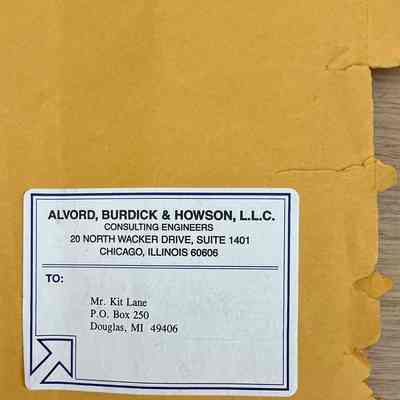 ALVORD, BURDICK & HOWSON, L.L.C.
CONSULTING ENGINEERS
20 NORTH WACKER DRIVE, SUITE 1401
CHICAGO, ILLINOIS 60606
TO:
Mr. Kit Lane
P.O. Box 250
Douglas, MI 49406